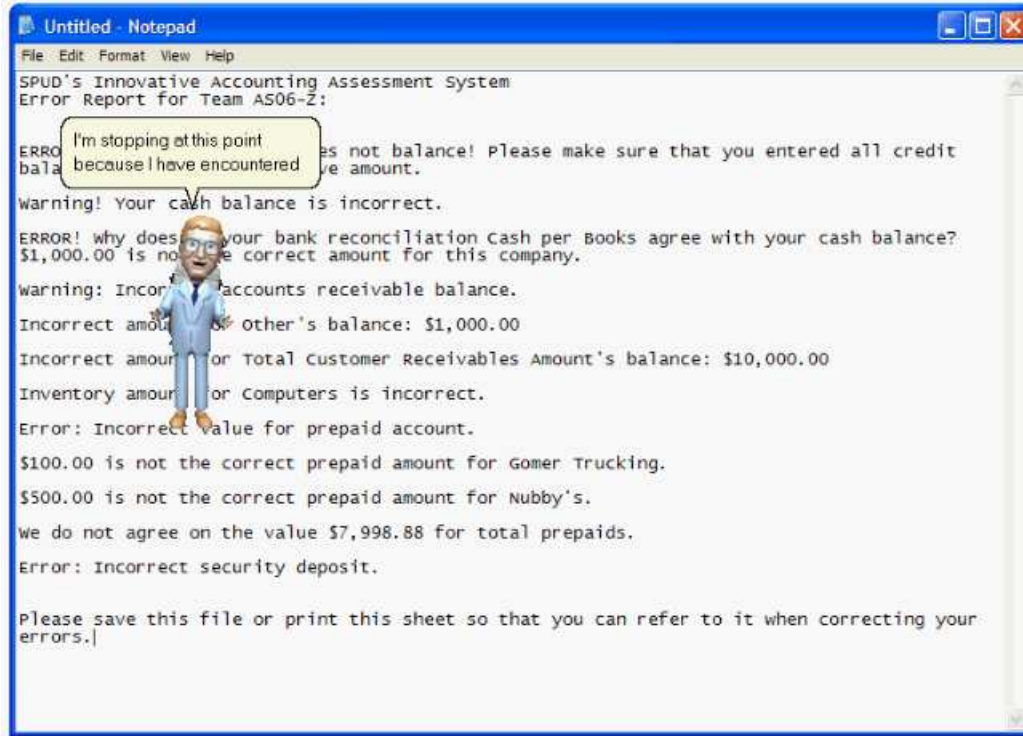 Untitled - Notepad
File Edit Format View Help
SPUD's Innovative Accounting Assessment System
Error Report for Team AS06-Z:
I'm stopping at this point
because I have encountered
ERRO es not balance! Please make sure that you entered all credit
bala ve amount.
Warning! Your cash balance is incorrect.
ERROR! Why does your bank reconciliation Cash per Books agree with your cash balance?
$1,000.00 is no e correct amount for this company.
Warning: Incor accounts receivable balance.
Incorrect amou or Other's balance: $1,000.00
Incorrect amour or Total Customer Receivables Amount's balance: $10,000.00
Inventory amour or Computers is incorrect.
Error: Incorrect value for prepaid account.
$100.00 is not the correct prepaid amount for Gomer Trucking.
$500.00 is not the correct prepaid amount for Nubby's.
We do not agree on the value $7,998.88 for total prepaids.
Error: Incorrect security deposit.
Please save this file or print this sheet so that you can refer to it when correcting your
errors.